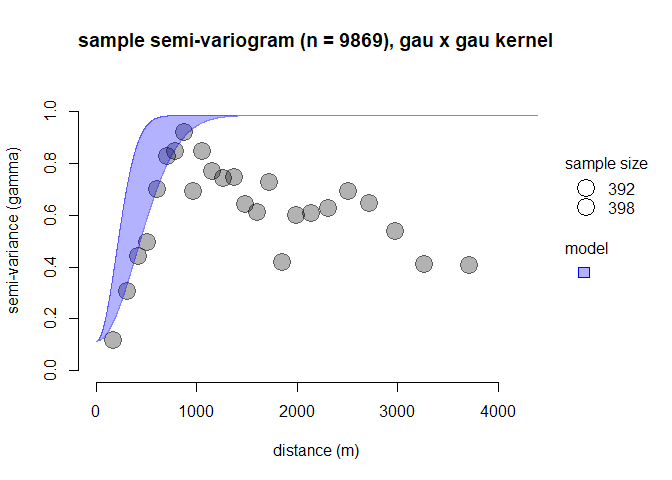 sample semi-variogram (n = 9869), gau x gau kernel
semi-variance (gamma)
1.0
0.8
0.6
0.4
0.2
0.0
0 1000 2000 3000 4000
distance (m)
sample size
392
398
model